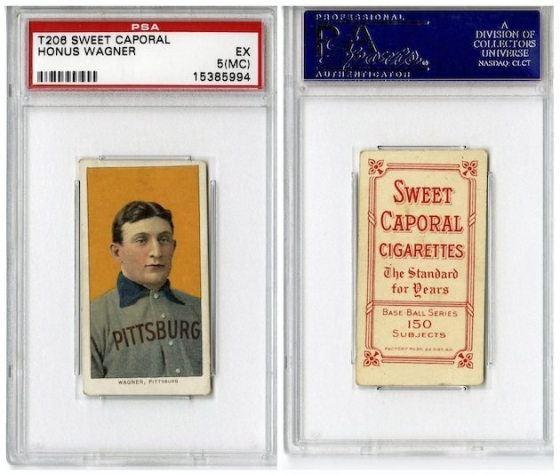 PSA
T206 SWEET CAPORAL
HONUS WAGNER
EX
5(MC)
15385994
PITTSBURG
WAGNER, PITTSBURG
PROFESSIONAL
PSA
Sports
AUTHENTICATOR
A
DIVISION OF
COLLECTORS
UNIVERSE
NASDAQ: CLCT
SWEET
CAPORAL
CIGARETTES
The Standard
for Years
BASE BALL SERIES
150
SUBJECTS